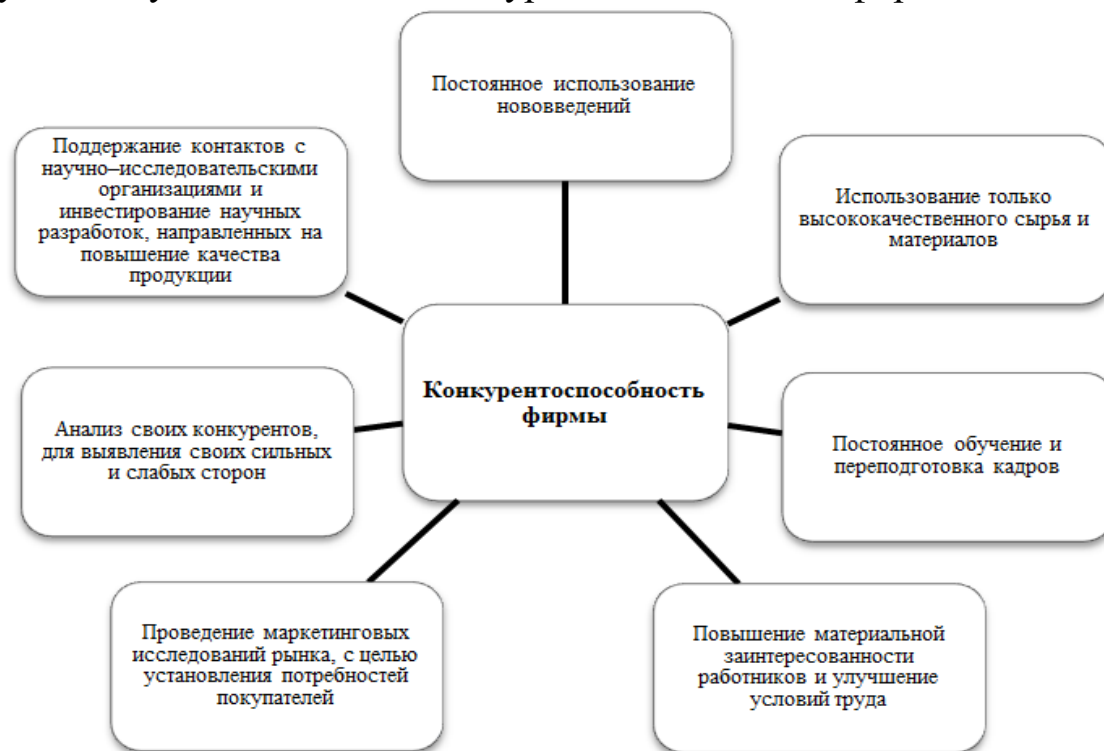 Постоянное использование
нововведений
Поддержание контактов с
научно–исследовательскими
организациями и
инвестирование научных
разработок, направленных на
повышение качества
продукции
Использование только
высококачественного сырья и
материалов
Конкурентоспособность
фирмы
Анализ своих конкурентов,
для выявления своих сильных
и слабых сторон
Постоянное обучение и
переподготовка кадров
Проведение маркетинговых
исследований рынка, с целью
установления потребностей
покупателей
Повышение материальной
заинтересованности
работников и улучшение
условий труда